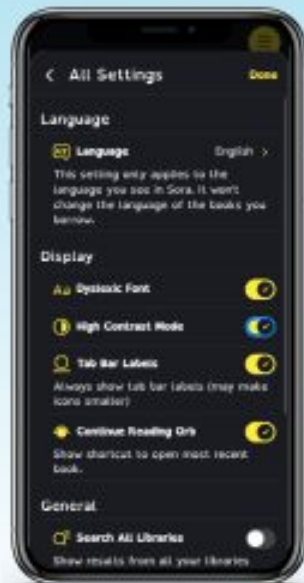 All Settings Done
Language
Language English >
This setting only applies to the
language you see in Sora. It won't
change the language of the books you
borrow.
Display
Aa Dyslexic Font
High Contrast Mode
Tab Bar Labels
Always show tab bar labels (may make
icons smaller)
Continue Reading Orb
Show shortcut to open most recent
book.
General
Search All Libraries
Show results from all your libraries